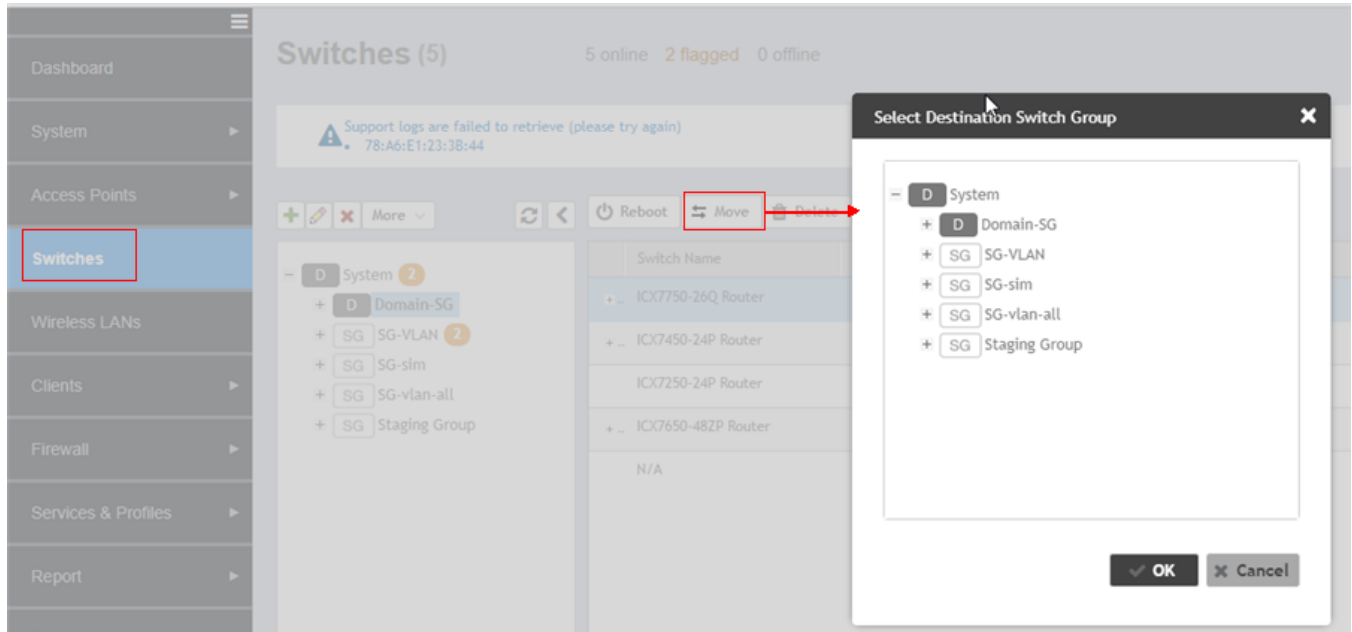 Switches (5)
5 online 2 flagged 0 offline
Dashboard
System
Access Points
Switches
Wireless LANs
Clients
Firewall
Services & Profiles
Report
Support logs are failed to retrieve (please try again)
78:A6:E1:23:3B:44
More
Reboot
Move
Delete
D System 2
D Domain-SG
SG SG-VLAN 2
SG SG-sim
SG SG-vlan-all
SG Staging Group
Switch Name
ICX7750-26Q Router
ICX7450-24P Router
ICX7250-24P Router
ICX7650-48ZP Router
N/A
Select Destination Switch Group
D System
D Domain-SG
SG SG-VLAN
SG SG-sim
SG SG-vlan-all
SG Staging Group
OK
Cancel